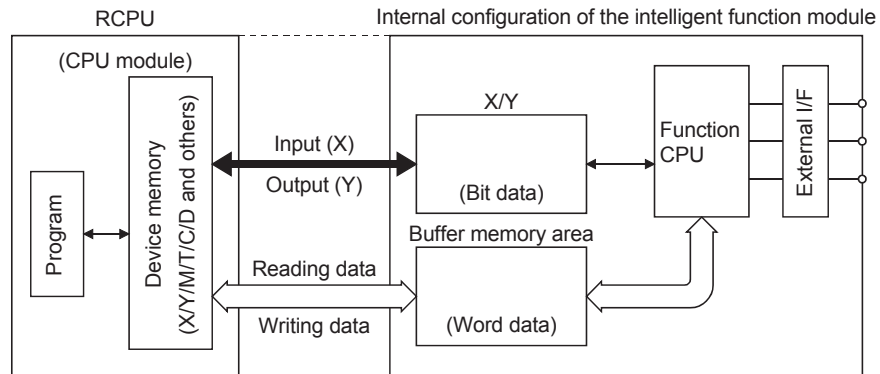 RCPU
Internal configuration of the intelligent function module
(CPU module)
Program
Device memory
(X/Y/M/T/C/D and others)
Input (X)
Output (Y)
Reading data
Writing data
X/Y
(Bit data)
Buffer memory area
(Word data)
Function
CPU
External I/F